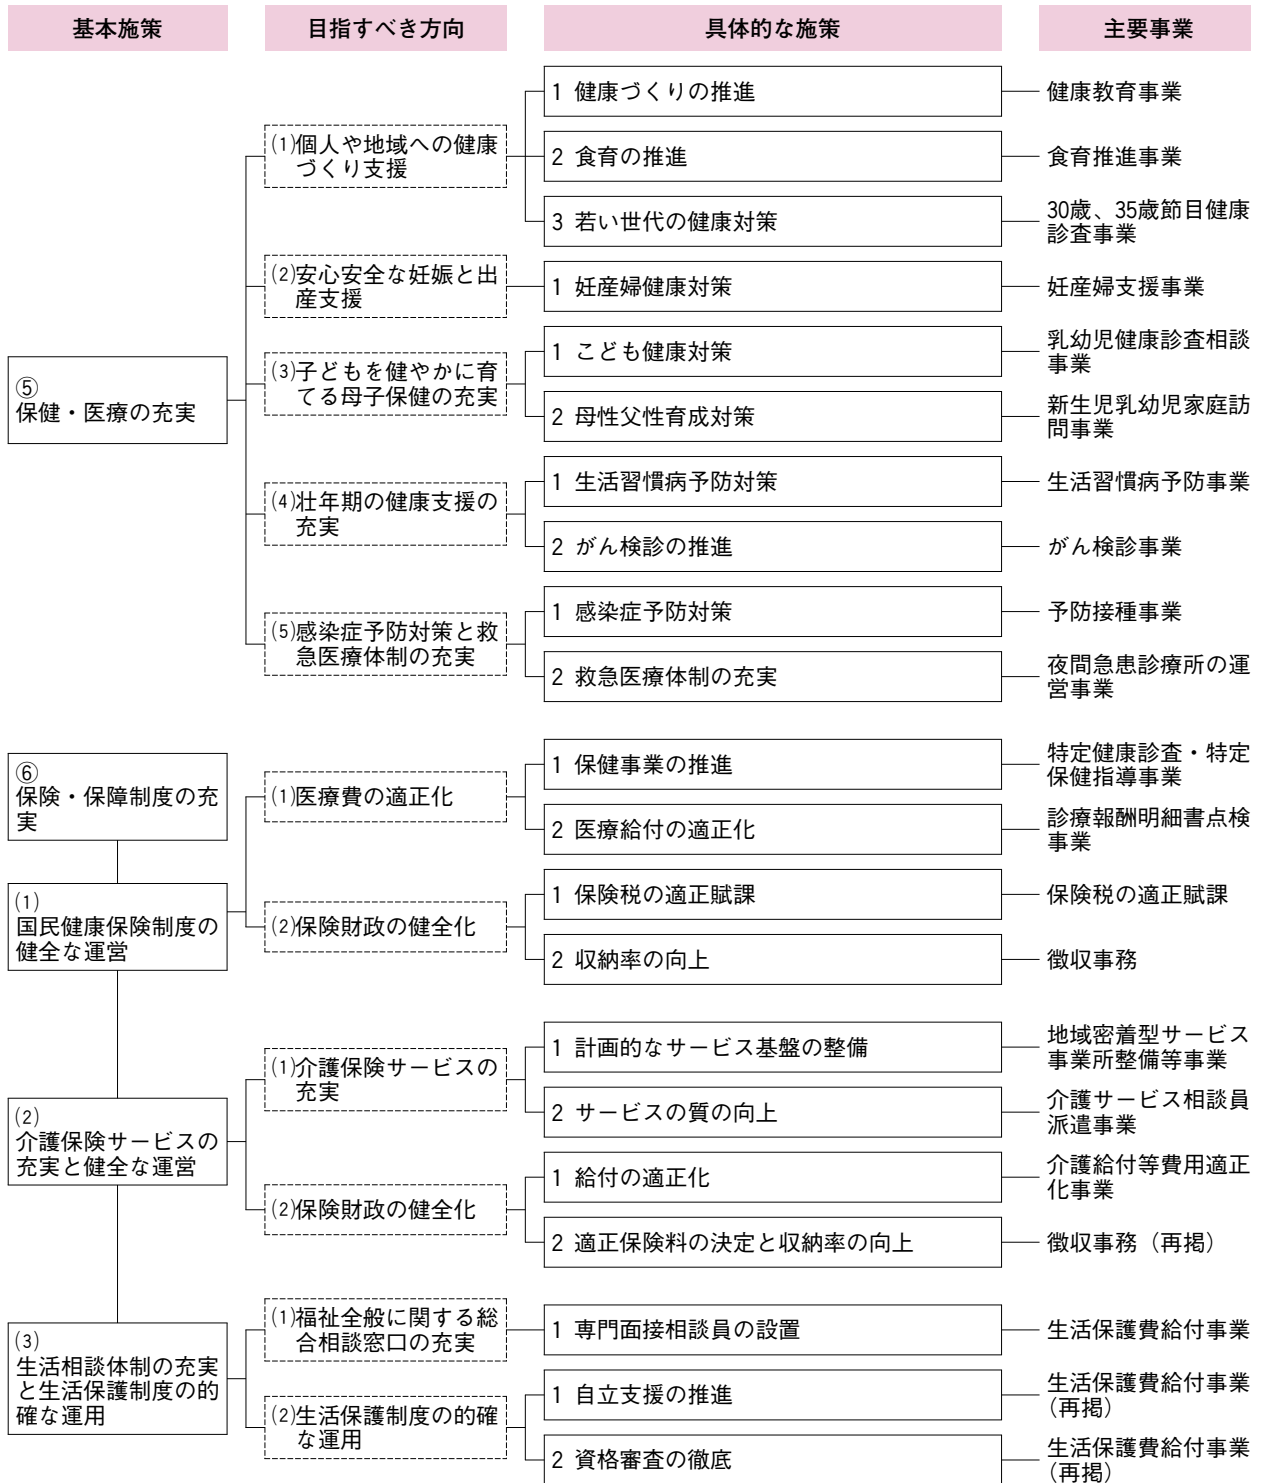 基本施策
目指すべき方向
具体的な施策
主要事業
⑤
保健・医療の充実
⑴個人や地域への健康
づくり支援
1 健康づくりの推進
健康教育事業
2 食育の推進
食育推進事業
3 若い世代の健康対策
30歳、35歳節目健康
診査事業
⑵安心安全な妊娠と出
産支援
1 妊産婦健康対策
妊産婦支援事業
⑶子どもを健やかに育
てる母子保健の充実
1 こども健康対策
乳幼児健康診査相談
事業
2 母性父性育成対策
新生児乳幼児家庭訪
問事業
⑷壮年期の健康支援の
充実
1 生活習慣病予防対策
生活習慣病予防事業
2 がん検診の推進
がん検診事業
⑸感染症予防対策と救
急医療体制の充実
1 感染症予防対策
予防接種事業
2 救急医療体制の充実
夜間急患診療所の運
営事業
⑥
保険・保障制度の充
実
⑴
国民健康保険制度の
健全な運営
⑴医療費の適正化
1 保健事業の推進
特定健康診査・特定
保健指導事業
2 医療給付の適正化
診療報酬明細書点検
事業
⑵保険財政の健全化
1 保険税の適正賦課
保険税の適正賦課
2 収納率の向上
徴収事務
⑵
介護保険サービスの
充実と健全な運営
⑴介護保険サービスの
充実
1 計画的なサービス基盤の整備
地域密着型サービス
事業所整備等事業
2 サービスの質の向上
介護サービス相談員
派遣事業
⑵保険財政の健全化
1 給付の適正化
介護給付等費用適正
化事業
2 適正保険料の決定と収納率の向上
徴収事務（再掲）
⑶
生活相談体制の充実
と生活保護制度の的
確な運用
⑴福祉全般に関する総
合相談窓口の充実
1 専門面接相談員の設置
生活保護費給付事業
⑵生活保護制度の的確
な運用
1 自立支援の推進
生活保護費給付事業
(再掲)
2 資格審査の徹底
生活保護費給付事業
(再掲)